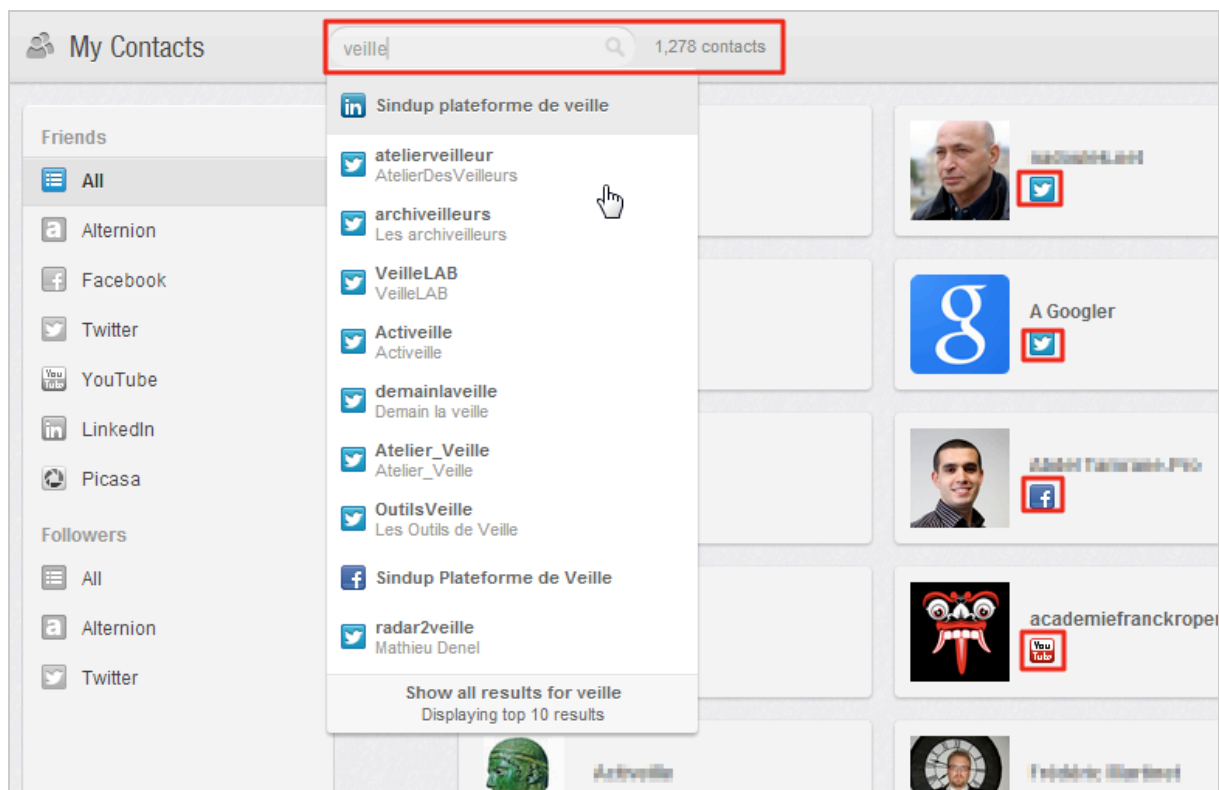 My Contacts
veille
1,278 contacts
Friends
All
Alternion
Facebook
Twitter
YouTube
LinkedIn
Picasa
Followers
All
Alternion
Twitter
Sindup plateforme de veille
atelierveilleur
AtelierDesVeilleurs
archiveilleurs
Les archiveilleurs
VeilleLAB
VeilleLAB
Activeille
Activeille
demainlaveille
Demain la veille
Atelier_Veille
Atelier_Veille
OutilsVeille
Les Outils de Veille
Sindup Plateforme de Veille
radar2veille
Mathieu Denel
Show all results for veille
Displaying top 10 results
A Googler
academiefranckroper
You
Tube